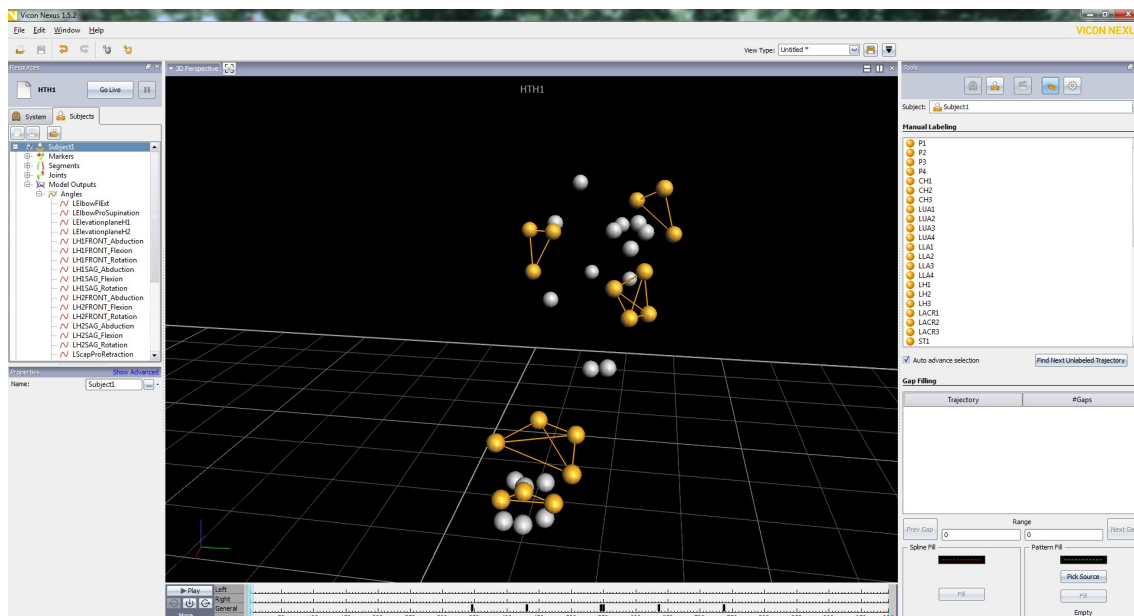 Vicon Nexus 1.5.2
File Edit Window Help
VICON NEXU
View Type: Untitled *
Resources
3D Perspective
Tools
HTH1 Go Live
HTH1
System Subjects
Subject: Subject1
Manual Labeling
Subject1
Markers
Segments
Joints
Model Outputs
Angles
LElbowFlExt
LElbowProSupination
LElevationplaneH1
LElevationplaneH2
LH1FRONT_Abduction
LH1FRONT_Flexion
LH1FRONT_Rotation
LH1SAG_Abduction
LH1SAG_Flexion
LH1SAG_Rotation
LH2FRONT_Abduction
LH2FRONT_Flexion
LH2FRONT_Rotation
LH2SAG_Abduction
LH2SAG_Flexion
LH2SAG_Rotation
LScapProRetraction
P1
P2
P3
P4
CH1
CH2
CH3
LUA1
LUA2
LUA3
LUA4
LLA1
LLA2
LLA3
LLA4
LH1
LH2
LH3
LACR1
LACR2
LACR3
ST1
Properties Show Advanced
Name: Subject1 ...
Auto advance selection Find Next Unlabeled Trajectory
Gap Filling
Trajectory #Gaps
Range
Prev Gap 0 0 Next Ga
Spline Fill Pattern Fill
Pick Source
Fill Fill
Empty
Play
More
Left
Right
General